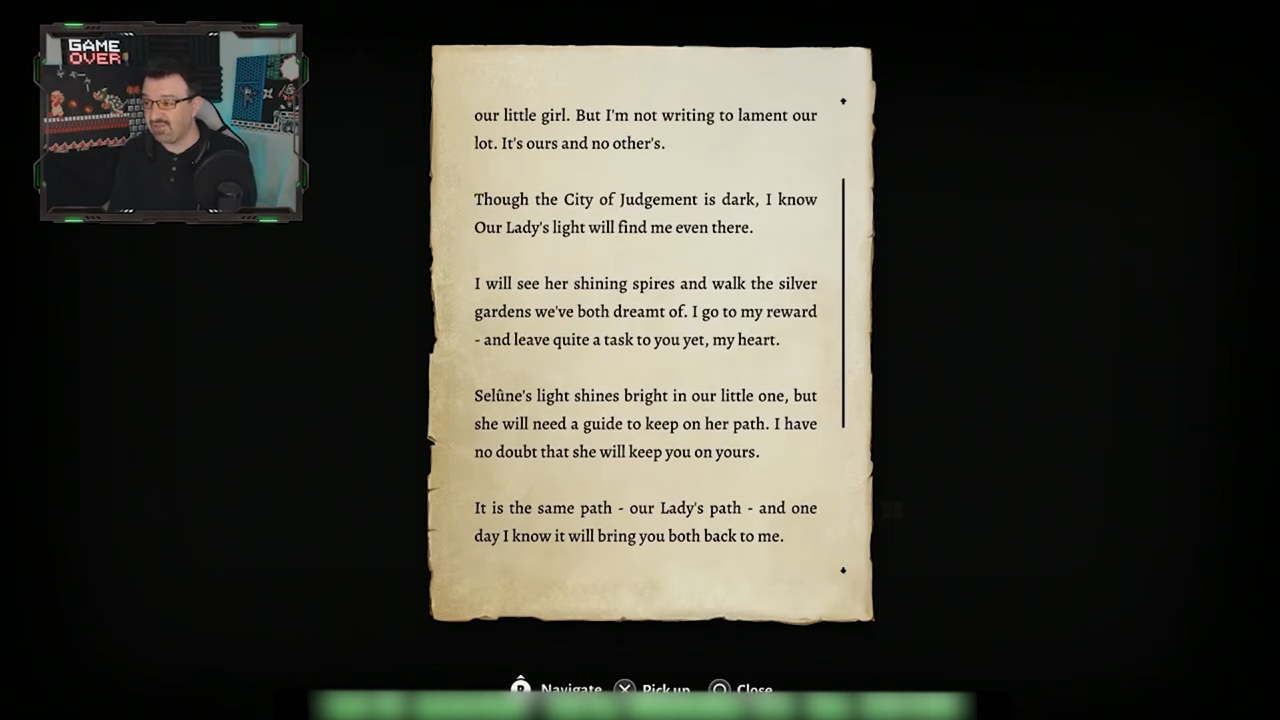 GAME
OVER
our little girl. But I'm not writing to lament our
lot. It's ours and no other's.
Though the City of Judgement is dark, I know
Our Lady's light will find me even there.
I will see her shining spires and walk the silver
gardens we've both dreamt of. I go to my reward
- and leave quite a task to you yet, my heart.
Selûne's light shines bright in our little one, but
she will need a guide to keep on her path. I have
no doubt that she will keep you on yours.
It is the same path - our Lady's path - and one
day I know it will bring you both back to me.
R Navigate Pick up Close